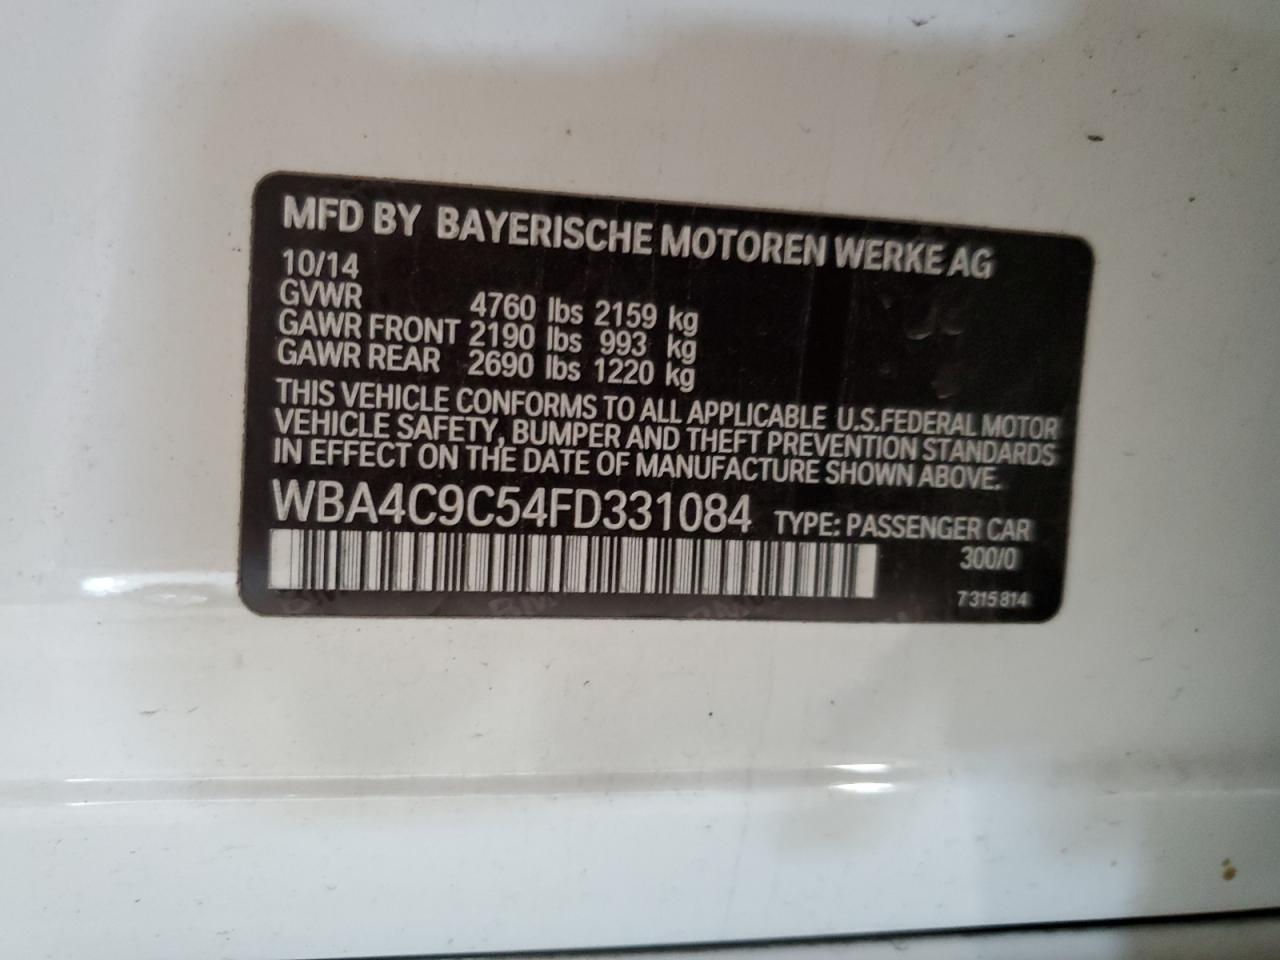 MFD BY BAYERISCHE MOTOREN WERKE AG
10/14
GVWR 4760 lbs 2159 kg
GAWR FRONT 2190 lbs 993 kg
GAWR REAR 2690 lbs 1220 kg
THIS VEHICLE CONFORMS TO ALL APPLICABLE U.S.FEDERAL MOTOR
VEHICLE SAFETY, BUMPER AND THEFT PREVENTION STANDARDS
IN EFFECT ON THE DATE OF MANUFACTURE SHOWN ABOVE.
WBA4C9C54FD331084 TYPE: PASSENGER CAR
300/0
7315814